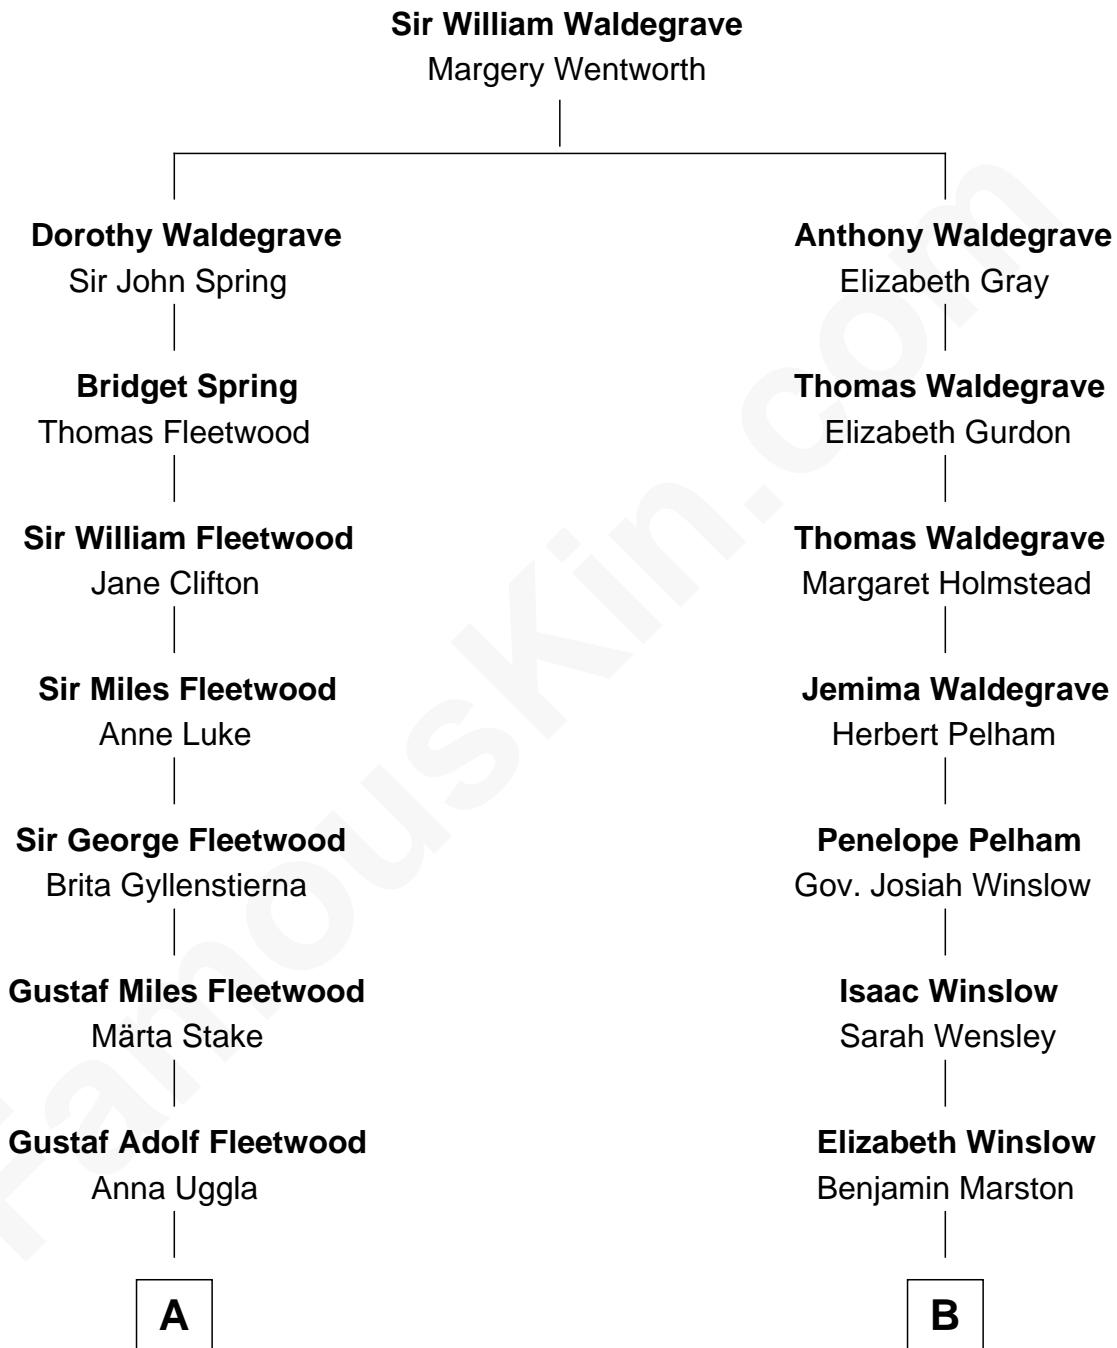 Sir William Waldegrave
Margery Wentworth
Dorothy Waldegrave
Sir John Spring
Anthony Waldegrave
Elizabeth Gray
Bridget Spring
Thomas Fleetwood
Thomas Waldegrave
Elizabeth Gurdon
Sir William Fleetwood
Jane Clifton
Thomas Waldegrave
Margaret Holmstead
Sir Miles Fleetwood
Anne Luke
Jemima Waldegrave
Herbert Pelham
Sir George Fleetwood
Brita Gyllenstierna
Penelope Pelham
Gov. Josiah Winslow
Gustaf Miles Fleetwood
Märta Stake
Isaac Winslow
Sarah Wensley
Gustaf Adolf Fleetwood
Anna Uggla
Elizabeth Winslow
Benjamin Marston
A
B
FamousKin.com